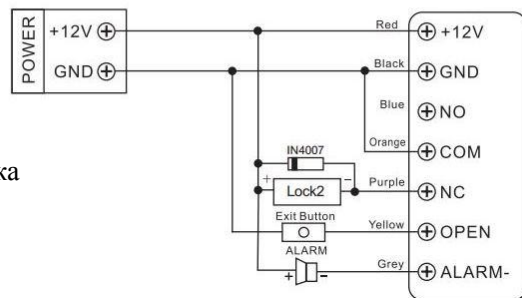 POWER
+12V
GND
Red
+12V
Black
GND
Blue
NO
Orange
COM
IN4007
ка
+ Lock2 −
Purple
NC
Exit Button
Yellow
OPEN
ALARM
+ −
Grey
ALARM-